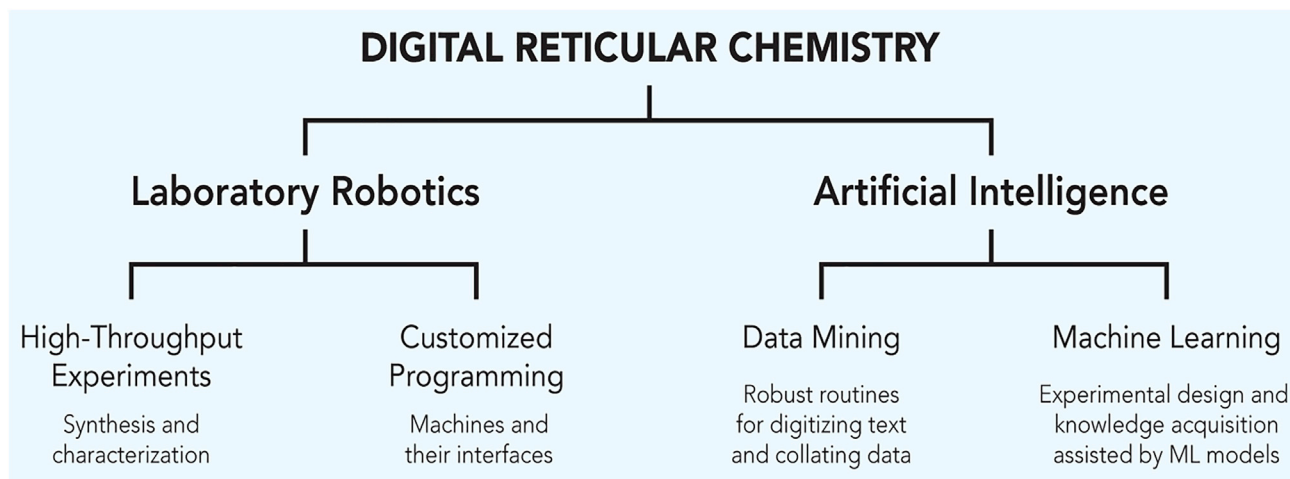 DIGITAL RETICULAR CHEMISTRY
Laboratory Robotics
Artificial Intelligence
High-Throughput
Experiments
Synthesis and
characterization
Customized
Programming
Machines and
their interfaces
Data Mining
Robust routines
for digitizing text
and collating data
Machine Learning
Experimental design and
knowledge acquisition
assisted by ML models